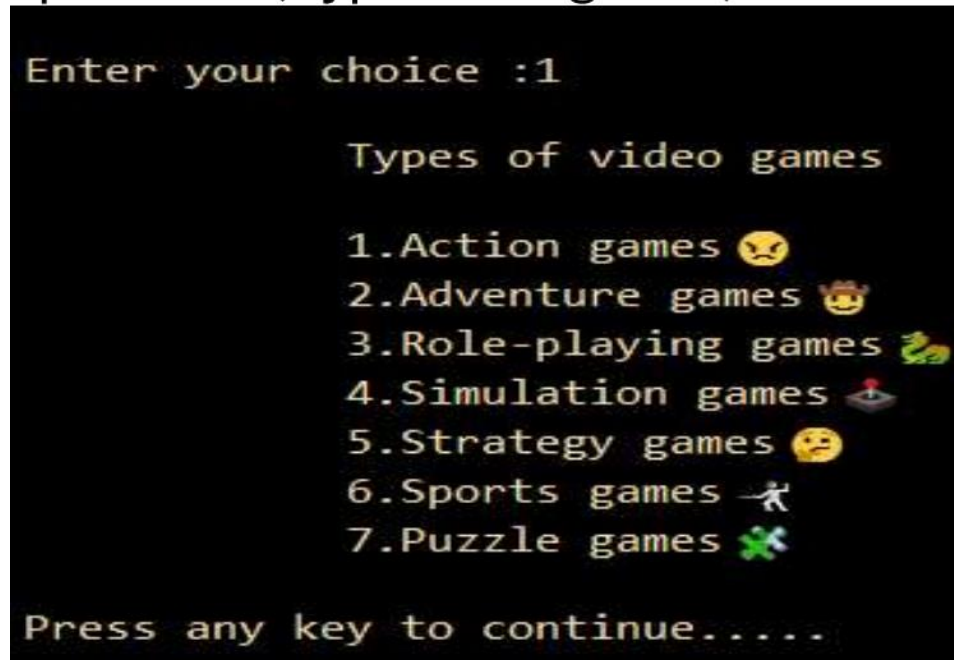 Enter your choice :1
Types of video games
1.Action games 😠
2.Adventure games 🤠
3.Role-playing games 🐉
4.Simulation games 🕹️
5.Strategy games 🤔
6.Sports games 🤺
7.Puzzle games 🧩
Press any key to continue.....